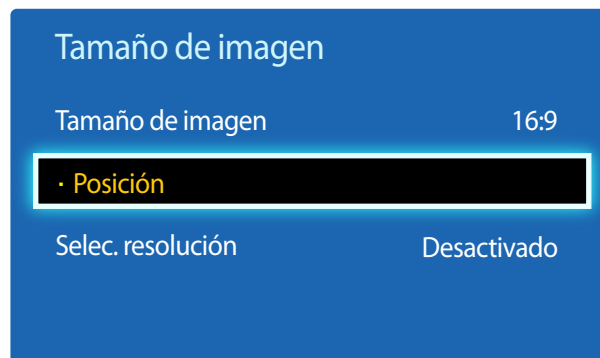 Tamaño de imagen
Tamaño de imagen 16:9
· Posición
Selec. resolución Desactivado